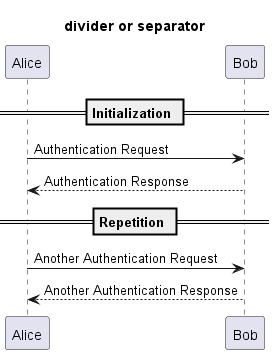 divider or separator
Alice
Bob
Initialization
Authentication Request
Authentication Response
Repetition
Another Authentication Request
Another Authentication Response
Alice
Bob